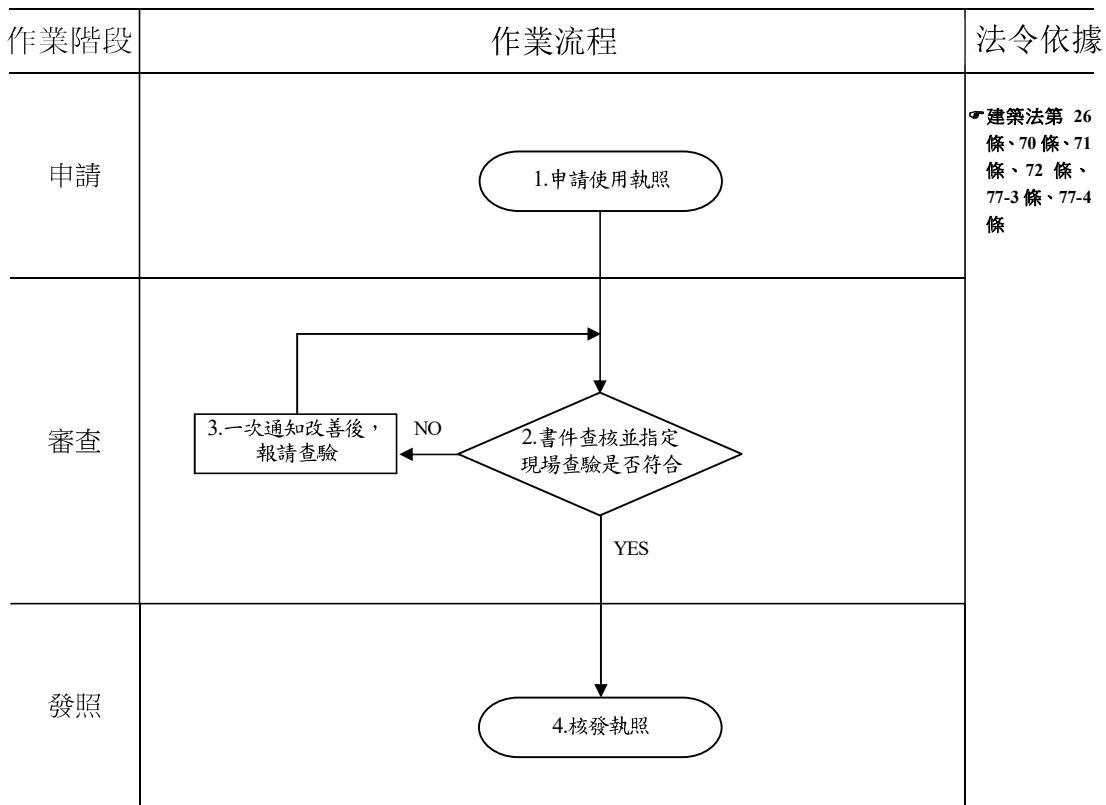 作業階段
作業流程
法令依據
申請
1.申請使用執照
☞建築法第 26
條、70 條、71
條、72 條、
77-3 條、77-4
條
審查
3.一次通知改善後，
報請查驗
NO
2.書件查核並指定
現場查驗是否符合
YES
發照
4.核發執照